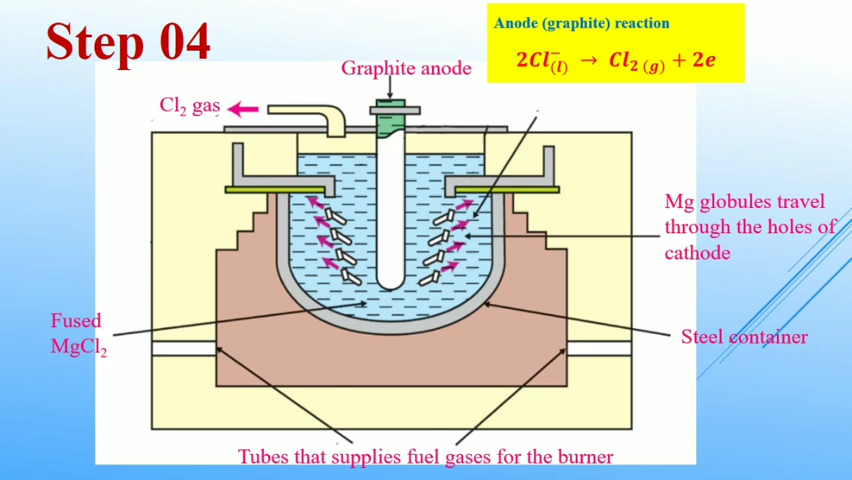 Step 04
Anode (graphite) reaction
2Cl⁻(l) → Cl₂ (g) + 2e
Graphite anode
Cl₂ gas
Mg globules travel
through the holes of
cathode
Fused
MgCl₂
Steel container
Tubes that supplies fuel gases for the burner